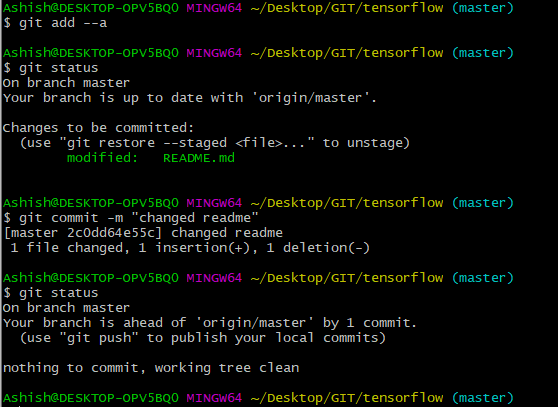 Ashish@DESKTOP-OPV5BQ0 MINGW64 ~/Desktop/GIT/tensorflow (master)
$ git add --a
Ashish@DESKTOP-OPV5BQ0 MINGW64 ~/Desktop/GIT/tensorflow (master)
$ git status
On branch master
Your branch is up to date with 'origin/master'.
Changes to be committed:
(use "git restore --staged <file>..." to unstage)
modified: README.md
Ashish@DESKTOP-OPV5BQ0 MINGW64 ~/Desktop/GIT/tensorflow (master)
$ git commit -m "changed readme"
[master 2c0dd64e55c] changed readme
1 file changed, 1 insertion(+), 1 deletion(-)
Ashish@DESKTOP-OPV5BQ0 MINGW64 ~/Desktop/GIT/tensorflow (master)
$ git status
On branch master
Your branch is ahead of 'origin/master' by 1 commit.
(use "git push" to publish your local commits)
nothing to commit, working tree clean
Ashish@DESKTOP-OPV5BQ0 MINGW64 ~/Desktop/GIT/tensorflow (master)